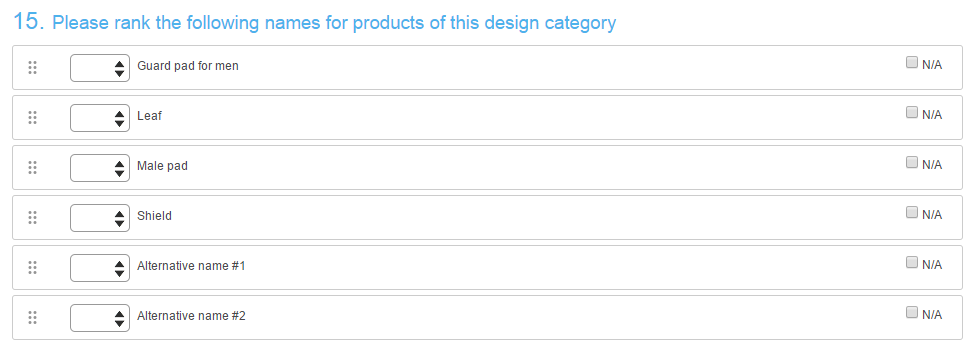 15. Please rank the following names for products of this design category
Guard pad for men N/A
Leaf N/A
Male pad N/A
Shield N/A
Alternative name #1 N/A
Alternative name #2 N/A